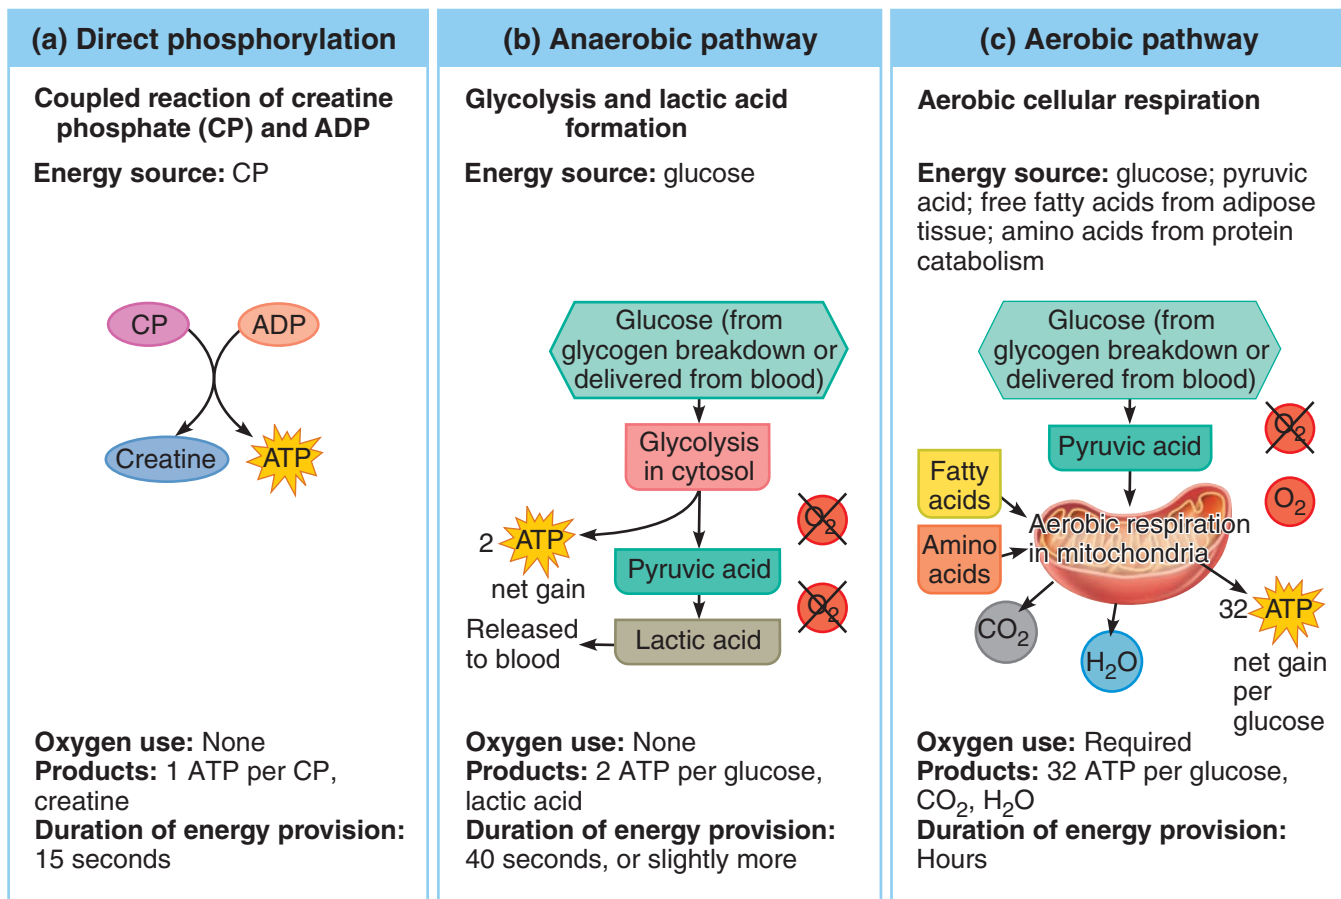 (a) Direct phosphorylation
Coupled reaction of creatine
phosphate (CP) and ADP
Energy source: CP
CP
ADP
Creatine
ATP
Oxygen use: None
Products: 1 ATP per CP,
creatine
Duration of energy provision:
15 seconds
(b) Anaerobic pathway
Glycolysis and lactic acid
formation
Energy source: glucose
Glucose (from
glycogen breakdown or
delivered from blood)
Glycolysis
in cytosol
O2
2 ATP
net gain
Pyruvic acid
O2
Released
to blood
Lactic acid
Oxygen use: None
Products: 2 ATP per glucose,
lactic acid
Duration of energy provision:
40 seconds, or slightly more
(c) Aerobic pathway
Aerobic cellular respiration
Energy source: glucose; pyruvic
acid; free fatty acids from adipose
tissue; amino acids from protein
catabolism
Glucose (from
glycogen breakdown or
delivered from blood)
O2
Pyruvic acid
Fatty
acids
O2
Aerobic respiration
in mitochondria
Amino
acids
CO2
H2O
32 ATP
net gain
per
glucose
Oxygen use: Required
Products: 32 ATP per glucose,
CO2, H2O
Duration of energy provision:
Hours